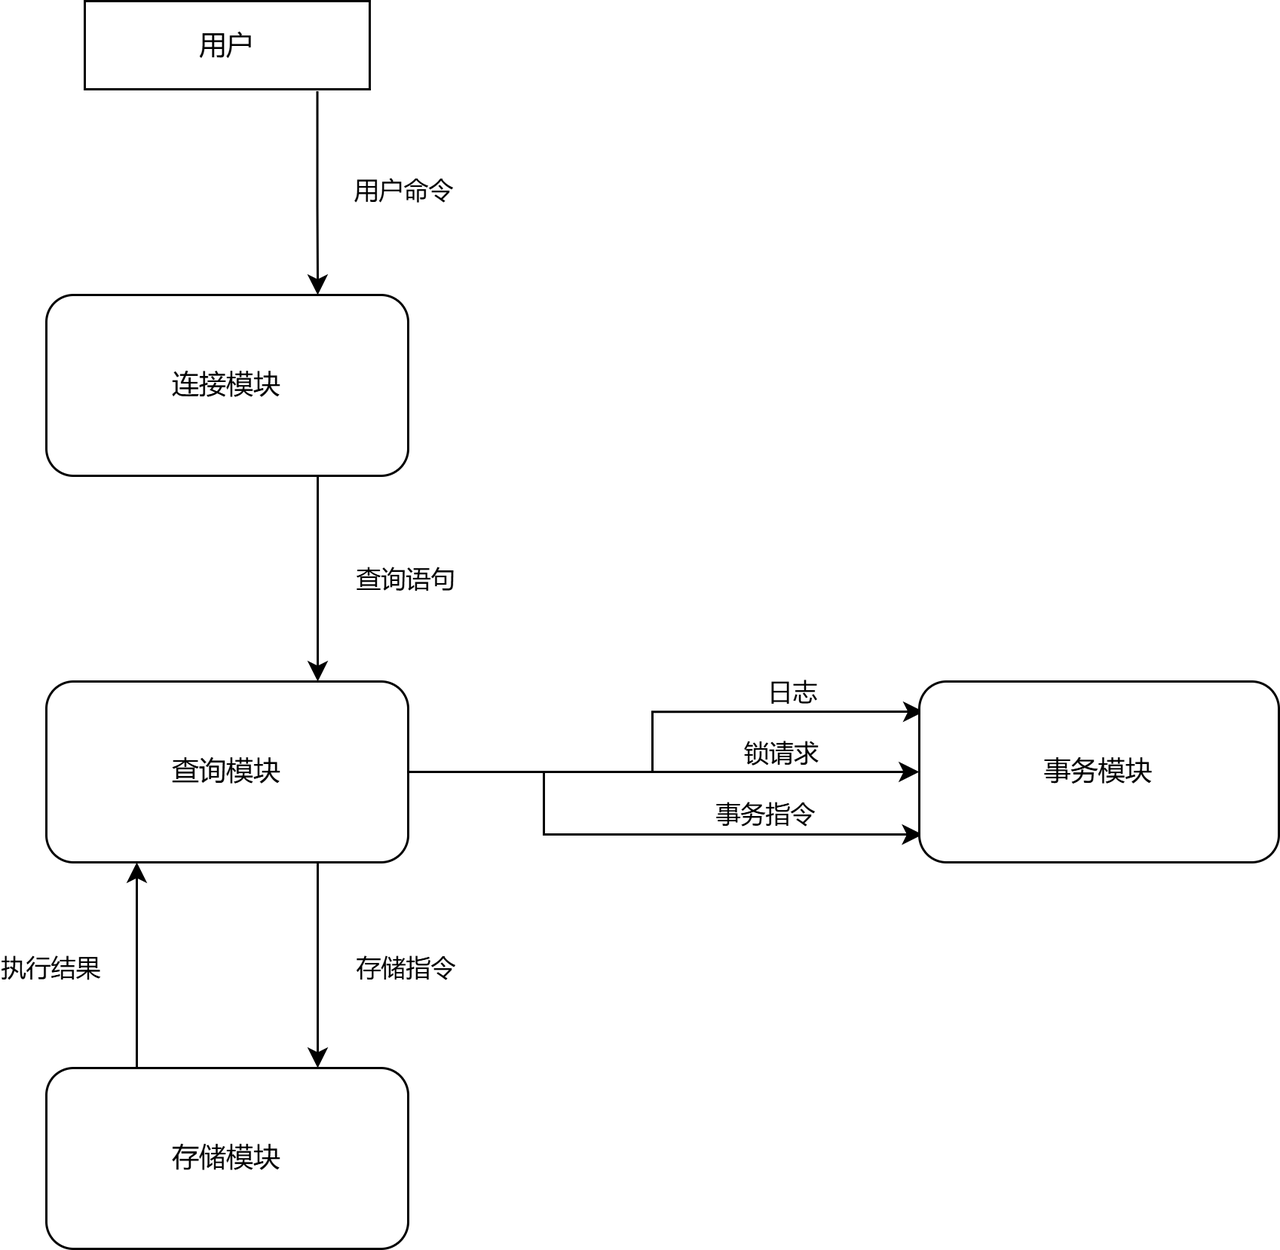 用户
用户命令
连接模块
查询语句
日志
锁请求
查询模块
事务模块
事务指令
执行结果
存储指令
存储模块